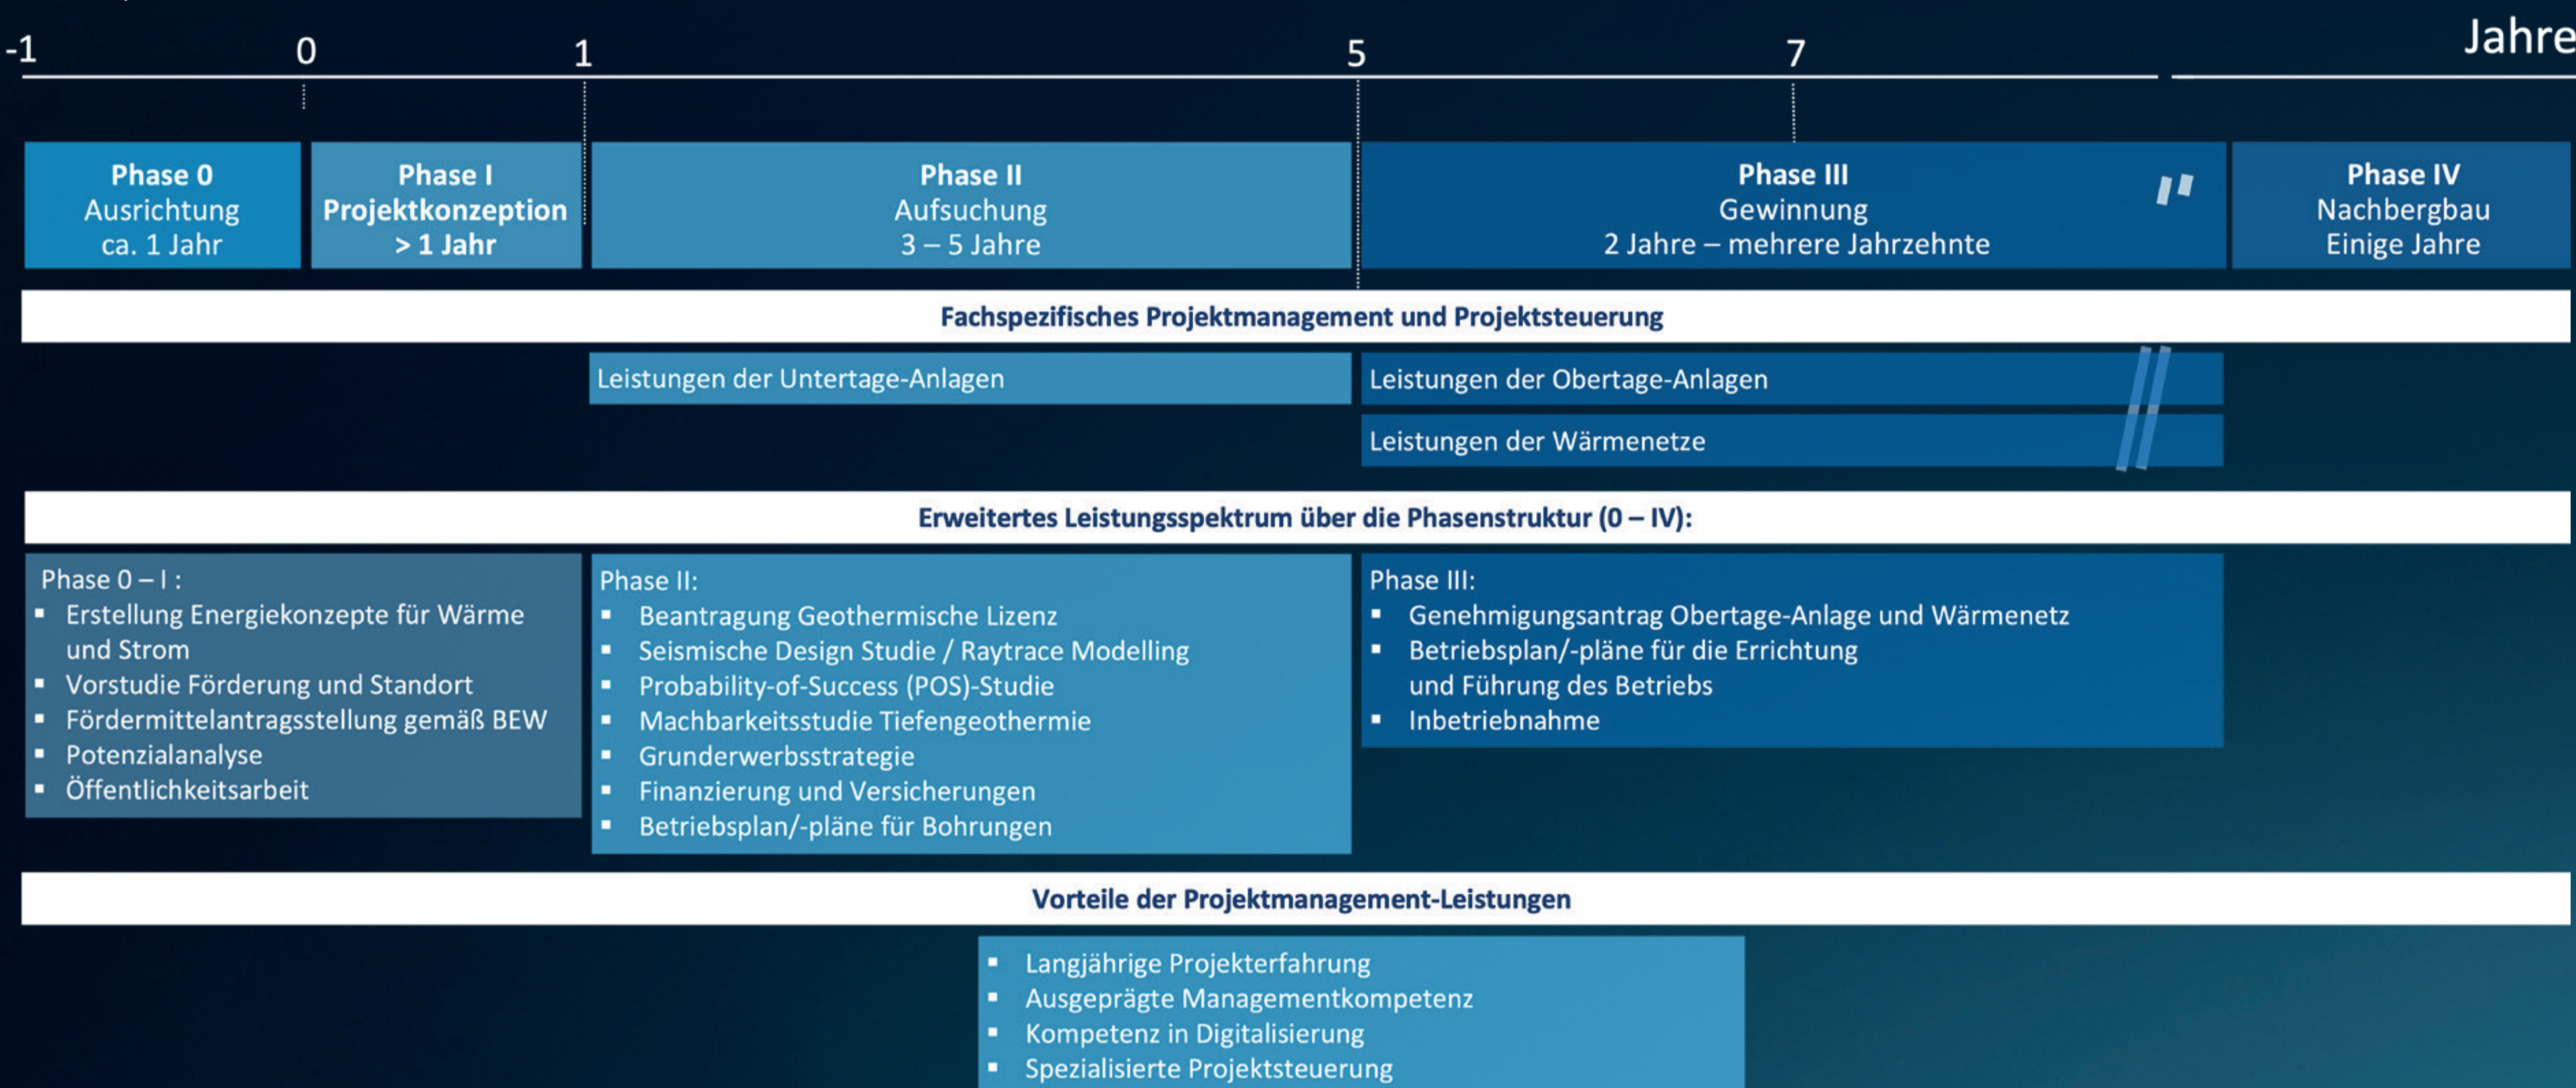 -1
0
1
5
7
Jahre
Phase 0
Ausrichtung
ca. 1 Jahr
Phase I
Projektkonzeption
> 1 Jahr
Phase II
Aufsuchung
3 – 5 Jahre
Phase III
Gewinnung
2 Jahre – mehrere Jahrzehnte
Phase IV
Nachbergbau
Einige Jahre
Fachspezifisches Projektmanagement und Projektsteuerung
Leistungen der Untertage-Anlagen
Leistungen der Obertage-Anlagen
Leistungen der Wärmenetze
Erweitertes Leistungsspektrum über die Phasenstruktur (0 – IV):
Phase 0 – I :
▪ Erstellung Energiekonzepte für Wärme
und Strom
▪ Vorstudie Förderung und Standort
▪ Fördermittelantragsstellung gemäß BEW
▪ Potenzialanalyse
▪ Öffentlichkeitsarbeit
Phase II:
▪ Beantragung Geothermische Lizenz
▪ Seismische Design Studie / Raytrace Modelling
▪ Probability-of-Success (POS)-Studie
▪ Machbarkeitsstudie Tiefengeothermie
▪ Grunderwerbsstrategie
▪ Finanzierung und Versicherungen
▪ Betriebsplan/-pläne für Bohrungen
Phase III:
▪ Genehmigungsantrag Obertage-Anlage und Wärmenetz
▪ Betriebsplan/-pläne für die Errichtung
und Führung des Betriebs
▪ Inbetriebnahme
Vorteile der Projektmanagement-Leistungen
▪ Langjährige Projekterfahrung
▪ Ausgeprägte Managementkompetenz
▪ Kompetenz in Digitalisierung
▪ Spezialisierte Projektsteuerung